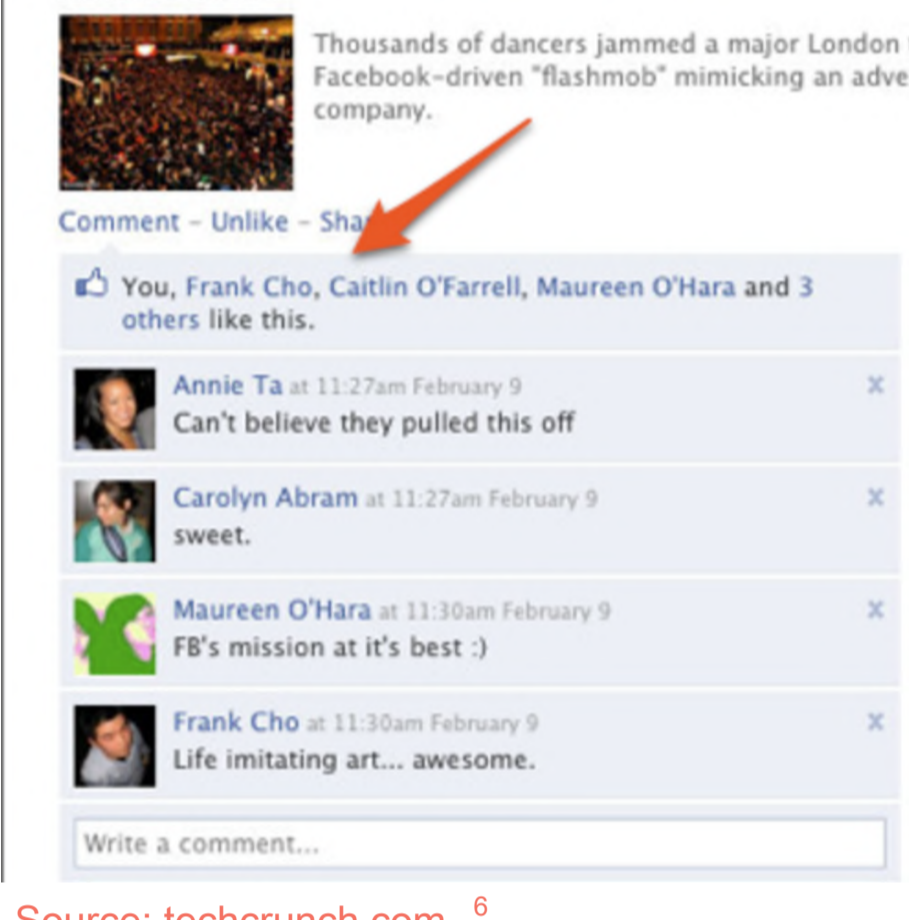 Thousands of dancers jammed a major London
Facebook-driven "flashmob" mimicking an adve
company.
Comment - Unlike - Sha
You, Frank Cho, Caitlin O'Farrell, Maureen O'Hara and 3
others like this.
Annie Ta at 11:27am February 9 x
Can't believe they pulled this off
Carolyn Abram at 11:27am February 9 x
sweet.
Maureen O'Hara at 11:30am February 9 x
FB's mission at it's best :)
Frank Cho at 11:30am February 9 x
Life imitating art... awesome.
Write a comment...
Source: techcrunch.com 6